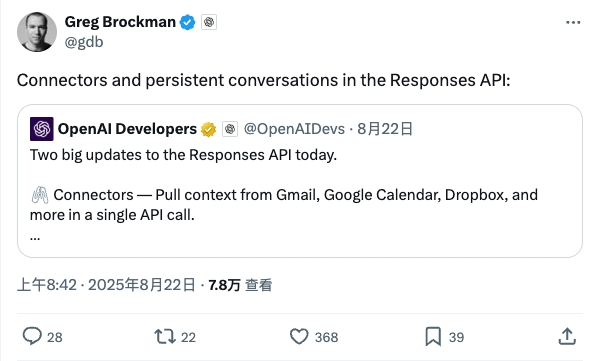 Greg Brockman
@gdb
Connectors and persistent conversations in the Responses API:
OpenAI Developers @OpenAIDevs · 8月22日
Two big updates to the Responses API today.
Connectors — Pull context from Gmail, Google Calendar, Dropbox, and
more in a single API call.
...
上午8:42 · 2025年8月22日 · 7.8万 查看
28 22 368 39